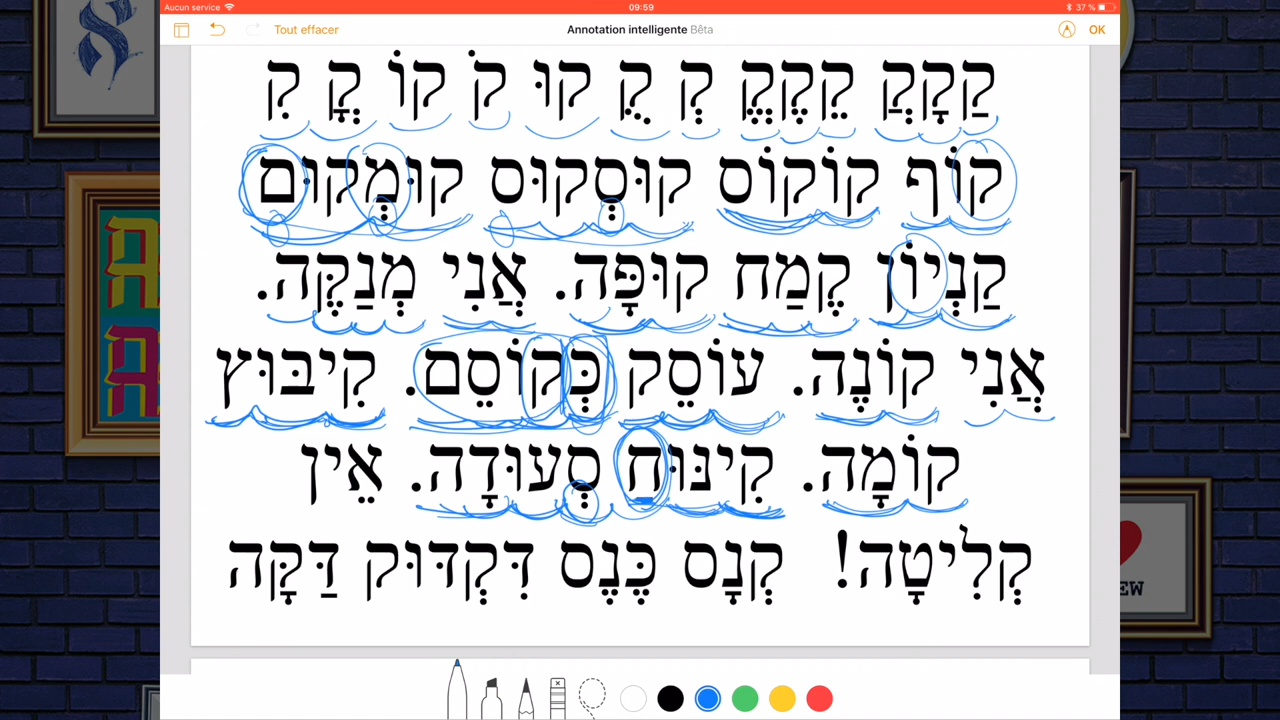 Aucun service 09:59 37 %
Tout effacer Annotation intelligente Bêta OK
קַקָקֲ קֵקֶקֱ קְ קֻ קוּ קֹ קוֹ קֳ קִ
קוֹף קוֹקוֹס קוּסְקוּס קוּמְקוּם
קַנְיוֹן קֶמַח קוּפָּה. אֲנִי מְנַקֶּה.
אֲנִי קוֹנֶה. עוֹסֵק כְּקוֹסֵם. קִיבּוּץ
קוֹמָה. קִינּוּחַ סְעוּדָה. אֵין
קְלִיטָה! קְנָס כֶּנֶס דִּקְדּוּק דַּקָּה